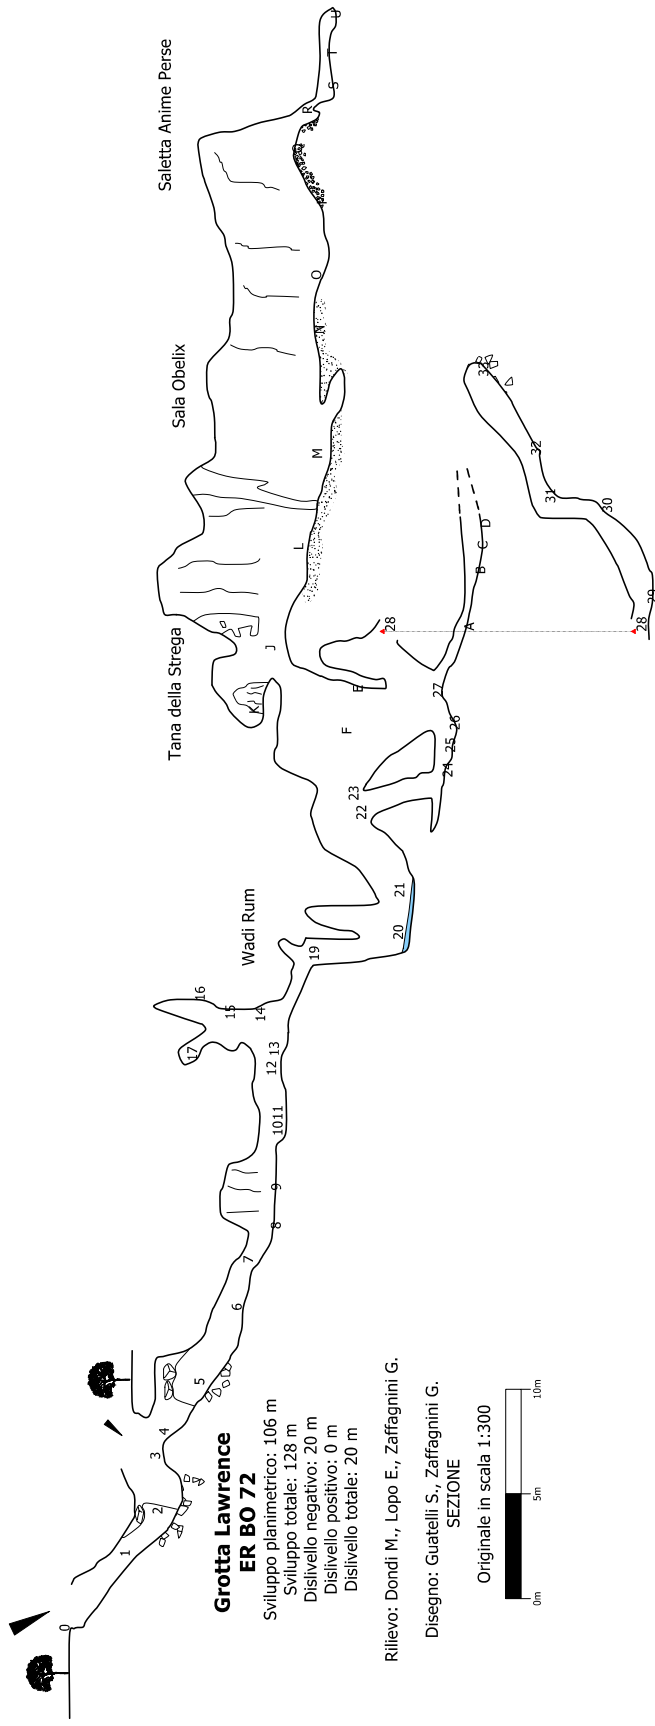 Grotta Lawrence
ER BO 72
Sviluppo planimetrico: 106 m
Sviluppo totale: 128 m
Dislivello negativo: 20 m
Dislivello positivo: 0 m
Dislivello totale: 20 m
Rilievo: Dondi M., Lopo E., Zaffagnini G.
Disegno: Guatelli S., Zaffagnini G.
SEZIONE
Originale in scala 1:300
0m
5m
10m
Wadi Rum
Tana della Strega
Sala Obelix
Saletta Anime Perse
0
1
2
3
4
5
6
7
8
9
10
11
12
13
14
15
16
17
19
20
21
22
23
24
25
26
27
28
28
29
30
31
32
33
A
B
C
D
E
F
J
K
L
M
N
O
Q
R
S
T
U